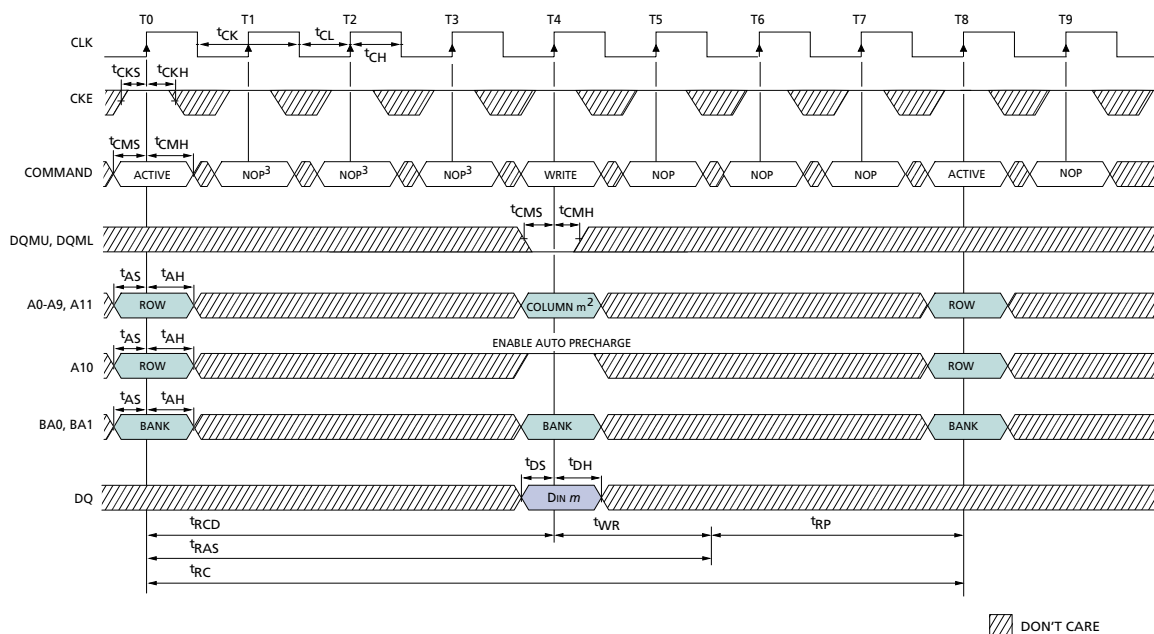 T0 T1 T2 T3 T4 T5 T6 T7 T8 T9
CLK tCK tCL tCH
tCKS tCKH
CKE
tCMS tCMH
COMMAND ACTIVE NOP3 NOP3 NOP3 WRITE NOP NOP NOP ACTIVE NOP
tCMS tCMH
DQMU, DQML
tAS tAH
A0-A9, A11 ROW COLUMN m2 ROW
tAS tAH ENABLE AUTO PRECHARGE
A10 ROW ROW
tAS tAH
BA0, BA1 BANK BANK BANK
tDS tDH
DQ DIN m
tRCD tWR tRP
tRAS
tRC
DON'T CARE